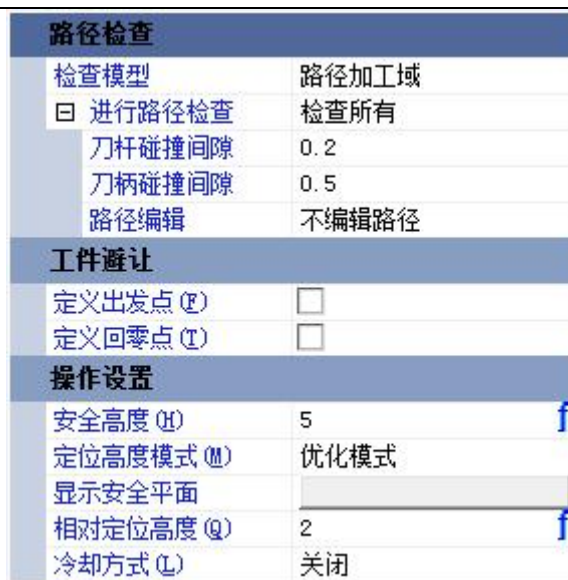 路径检查
检查模型 路径加工域
进行路径检查 检查所有
刀杆碰撞间隙 0.2
刀柄碰撞间隙 0.5
路径编辑 不编辑路径
工件避让
定义出发点(F)
定义回零点(T)
操作设置
安全高度(H) 5 f
定位高度模式(M) 优化模式
显示安全平面
相对定位高度(Q) 2 f
冷却方式(L) 关闭